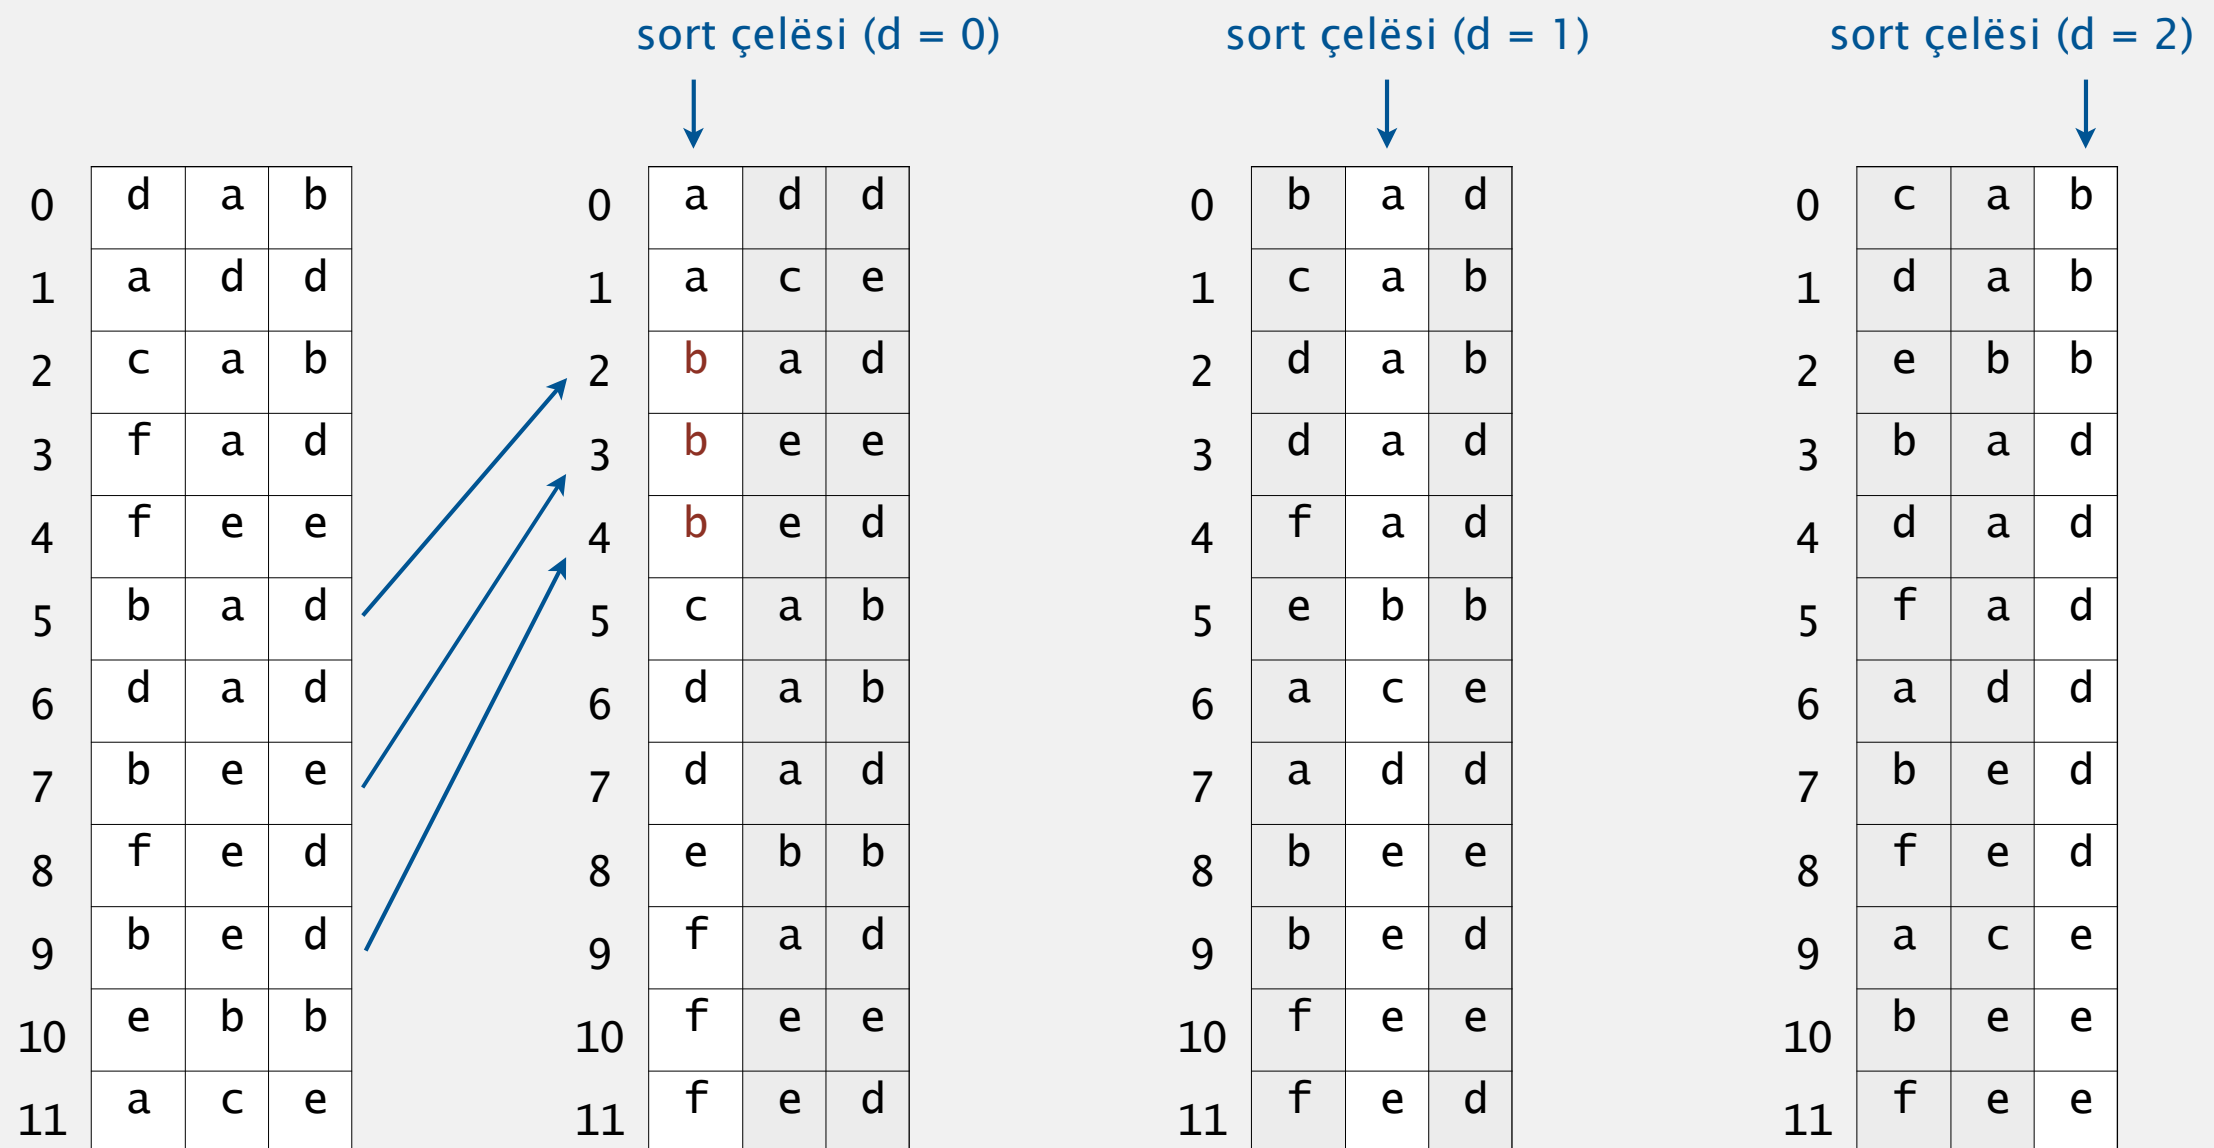 sort çelësi (d = 0) sort çelësi (d = 1) sort çelësi (d = 2)
0 d a b 0 a d d 0 b a d 0 c a b
1 a d d 1 a c e 1 c a b 1 d a b
2 c a b 2 b a d 2 d a b 2 e b b
3 f a d 3 b e e 3 d a d 3 b a d
4 f e e 4 b e d 4 f a d 4 d a d
5 b a d 5 c a b 5 e b b 5 f a d
6 d a d 6 d a b 6 a c e 6 a d d
7 b e e 7 d a d 7 a d d 7 b e d
8 f e d 8 e b b 8 b e e 8 f e d
9 b e d 9 f a d 9 b e d 9 a c e
10 e b b 10 f e e 10 f e e 10 b e e
11 a c e 11 f e d 11 f e d 11 f e e